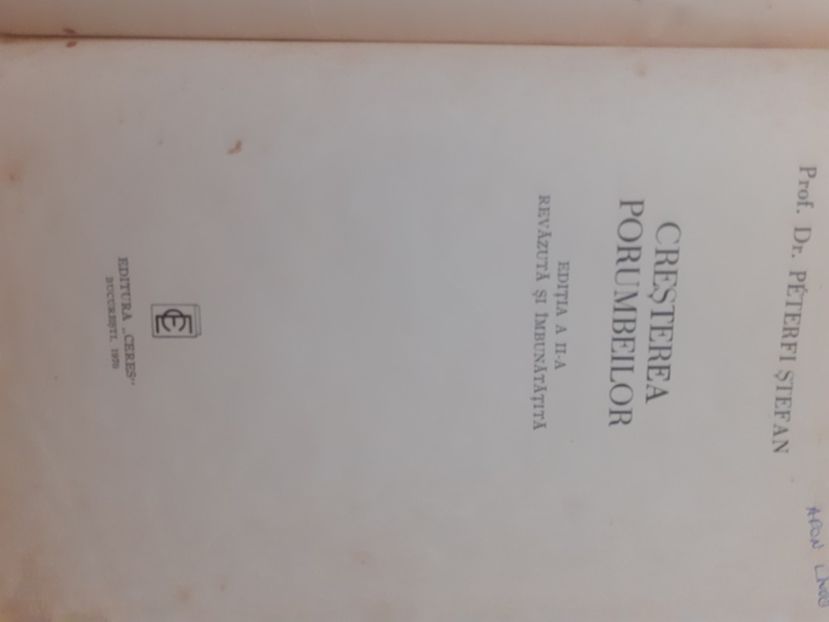 Prof. Dr. PÉTERFI ȘTEFAN
CREȘTEREA
PORUMBEILOR
EDIȚIA A II-A
REVĂZUTĂ ȘI ÎMBUNĂTĂȚITĂ
EDITURA „CERES”
BUCUREȘTI, 1970